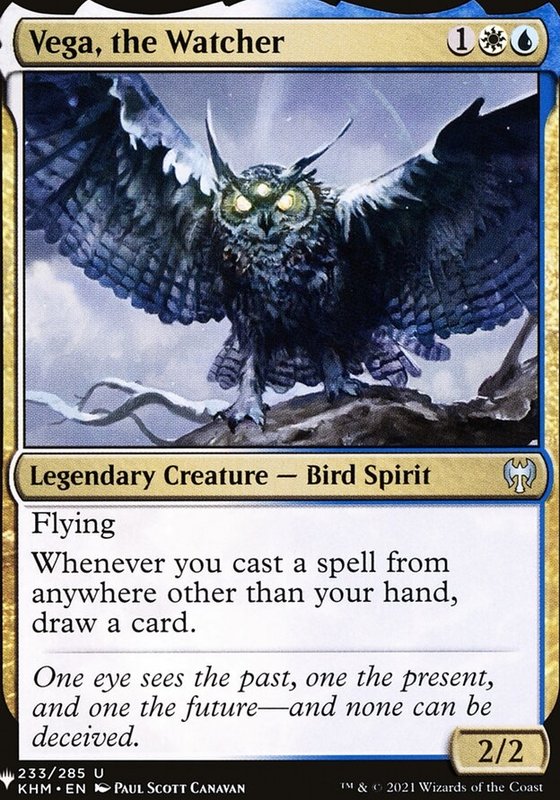 Vega, the Watcher 1
Legendary Creature — Bird Spirit
Flying
Whenever you cast a spell from
anywhere other than your hand,
draw a card.
One eye sees the past, one the present,
and one the future—and none can be
deceived.
2/2
233/285 U
KHM • EN Paul Scott Canavan
™ & © 2021 Wizards of the Coast